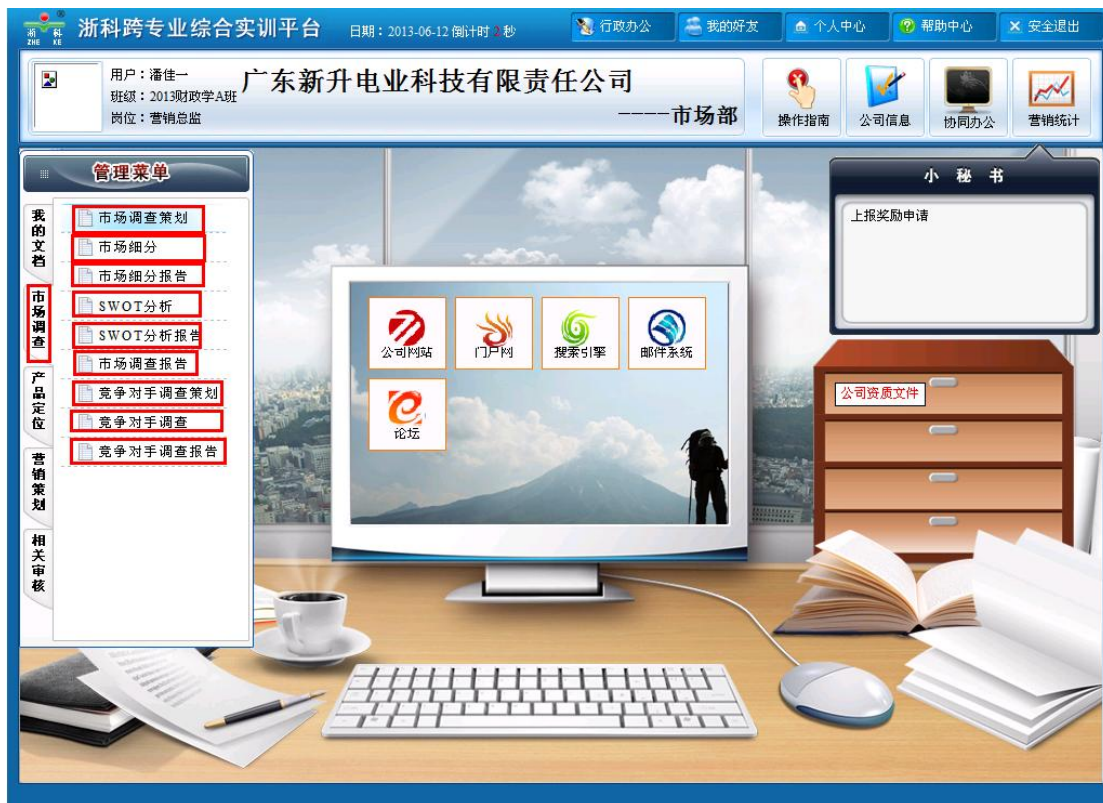 浙 科
ZHE KE
®
浙科跨专业综合实训平台
日期：2013-06-12 倒计时 2 秒
行政办公
我的好友
个人中心
帮助中心
安全退出
用户：潘佳一
班级：2013财政学A班
岗位：营销总监
广东新升电业科技有限责任公司
----市场部
操作指南
公司信息
协同办公
营销统计
管理菜单
我的文档
市场调查
产品定位
营销策划
相关审核
市场调查策划
市场细分
市场细分报告
SWOT分析
SWOT分析报告
市场调查报告
竞争对手调查策划
竞争对手调查
竞争对手调查报告
公司网站
门户网
搜索引擎
邮件系统
论坛
小 秘 书
上报奖励申请
公司资质文件